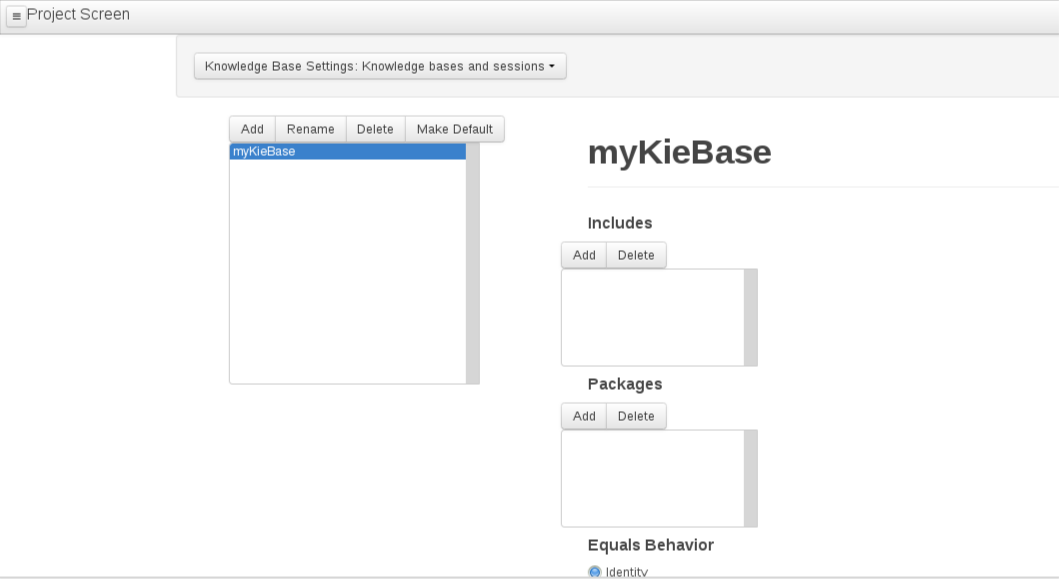 Project Screen
Knowledge Base Settings: Knowledge bases and sessions
Add Rename Delete Make Default
myKieBase
myKieBase
Includes
Add Delete
Packages
Add Delete
Equals Behavior
Identity